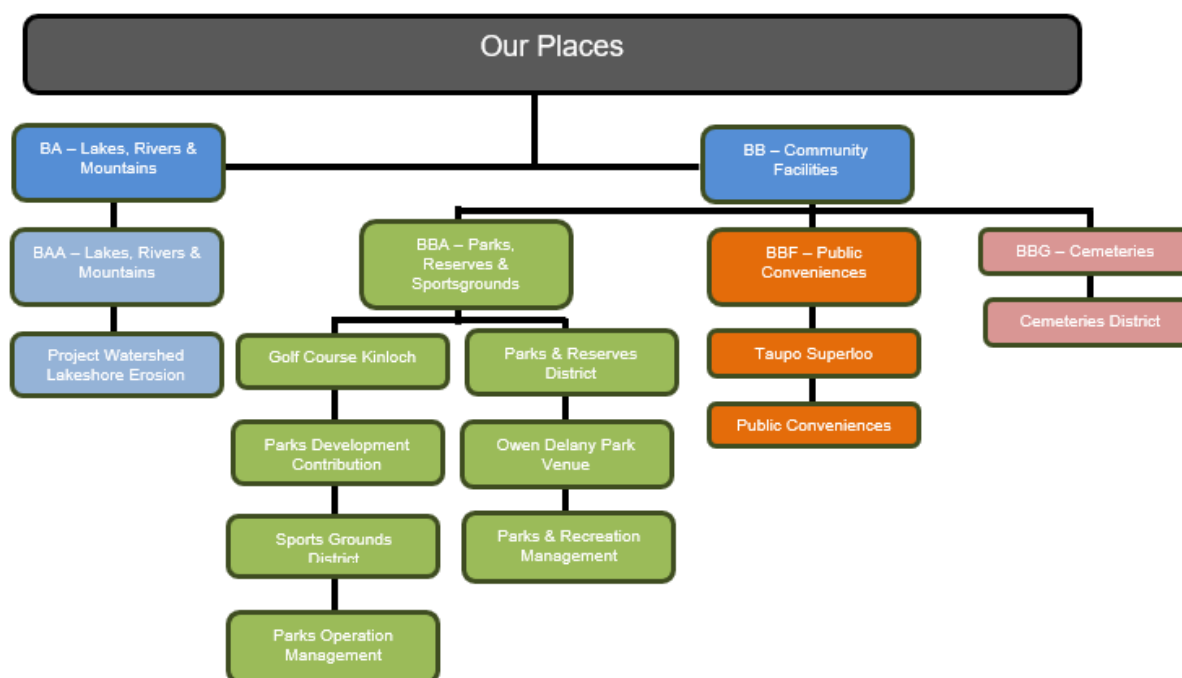 Our Places
BA – Lakes, Rivers &
Mountains
BB – Community
Facilities
BAA – Lakes, Rivers &
Mountains
Project Watershed
Lakeshore Erosion
BBA – Parks,
Reserves &
Sportsgrounds
Golf Course Kinloch
Parks Development
Contribution
Sports Grounds
District
Parks Operation
Management
Parks & Reserves
District
Owen Delany Park
Venue
Parks & Recreation
Management
BBF – Public
Conveniences
Taupo Superloo
Public Conveniences
BBG – Cemeteries
Cemeteries District